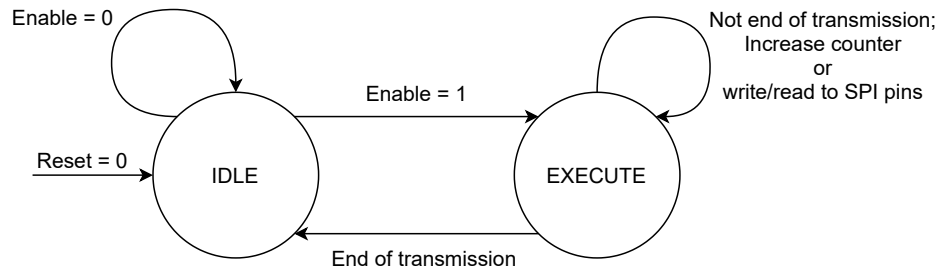 Enable = 0
Not end of transmission;
Increase counter
or
write/read to SPI pins
Enable = 1
Reset = 0
IDLE
EXECUTE
End of transmission